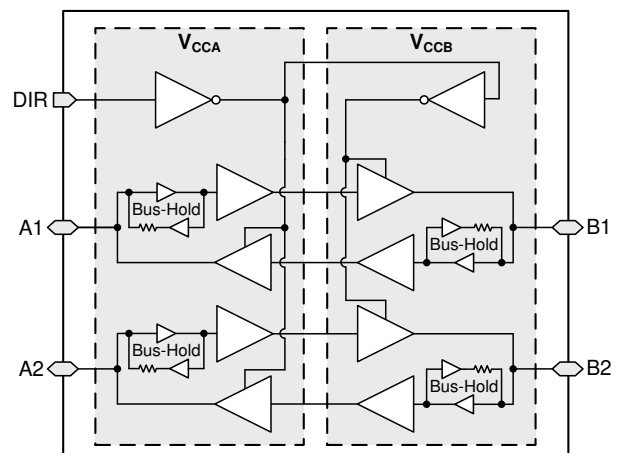 VCCA
VCCB
DIR
Bus-Hold
A1
Bus-Hold
B1
Bus-Hold
A2
Bus-Hold
B2